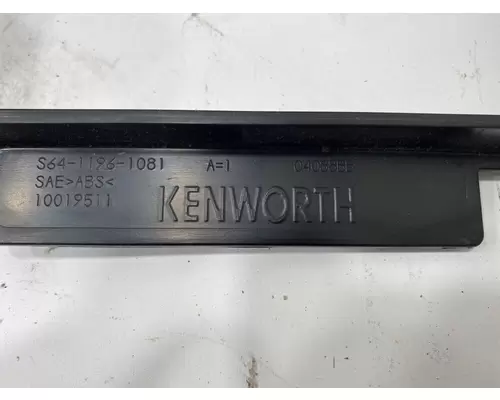 S64-1196-1081 A=1
SAE>ABS<
10019511
KENWORTH